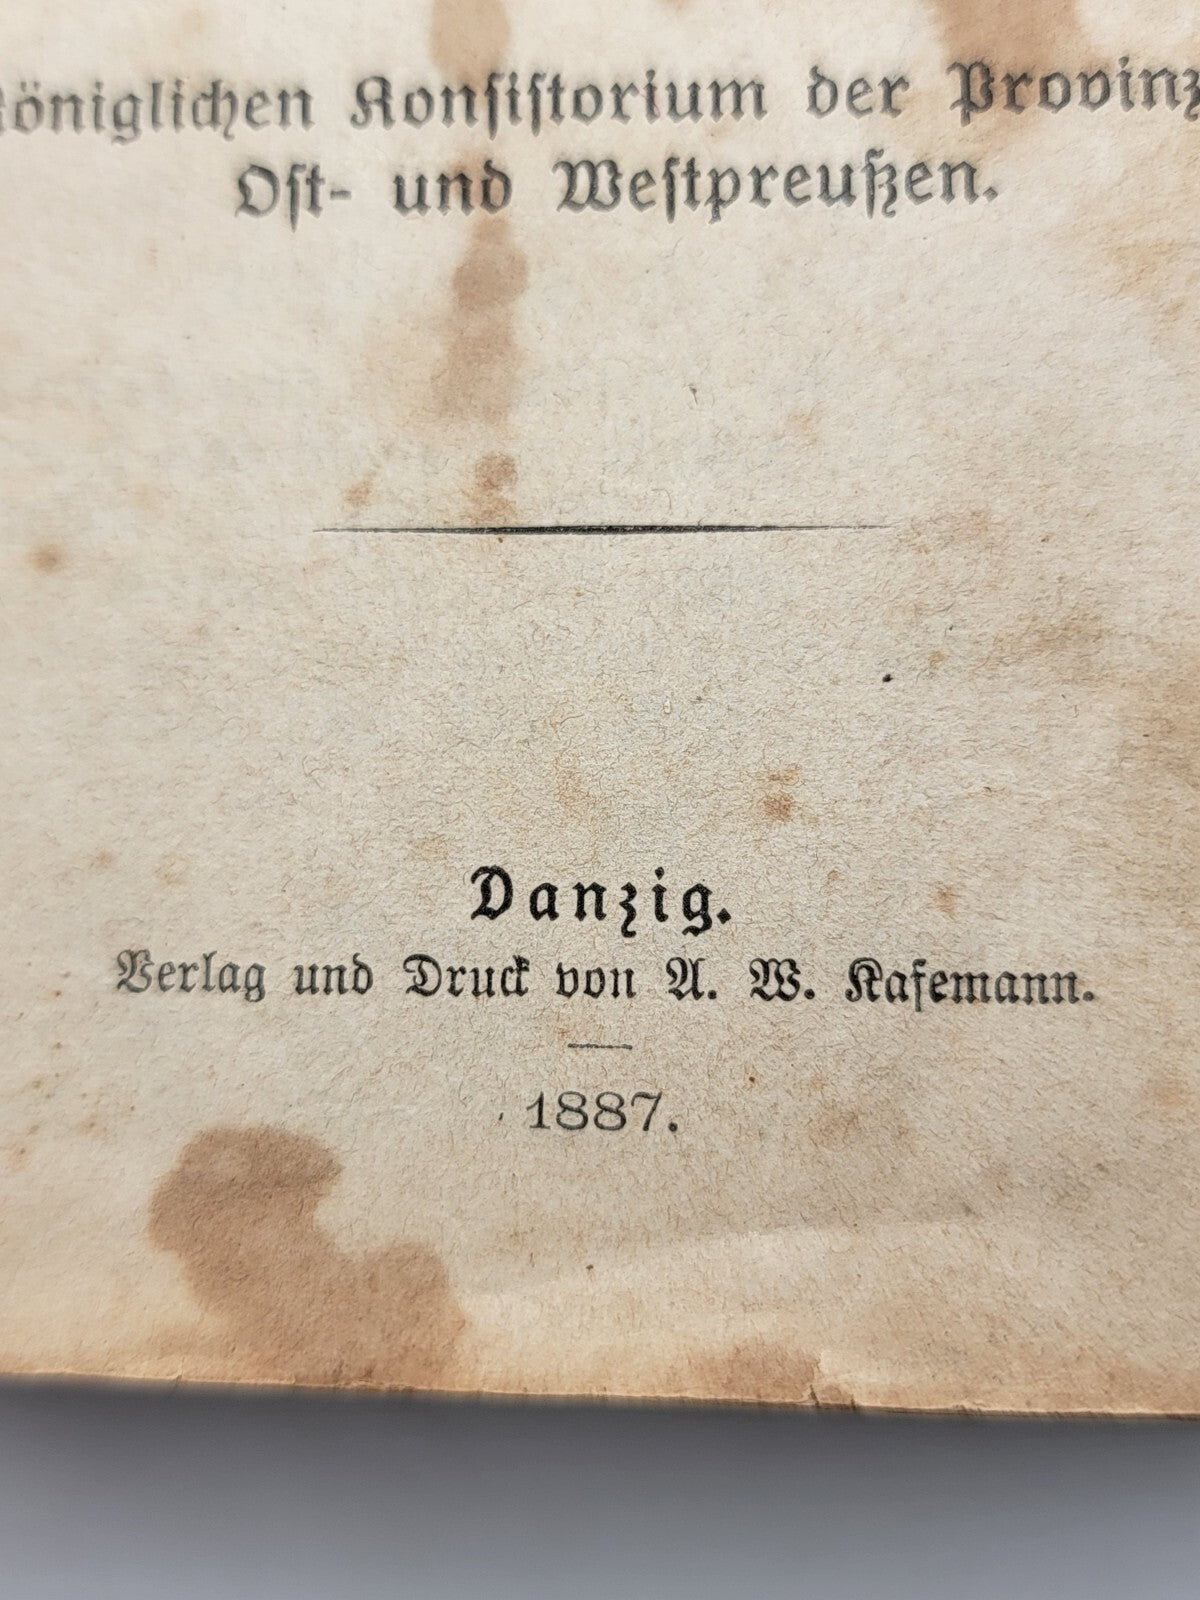 Königlichen Konsistorium der Provinz
Ost- und Westpreußen.
Danzig.
Verlag und Druck von A. W. Kafemann.
1887.